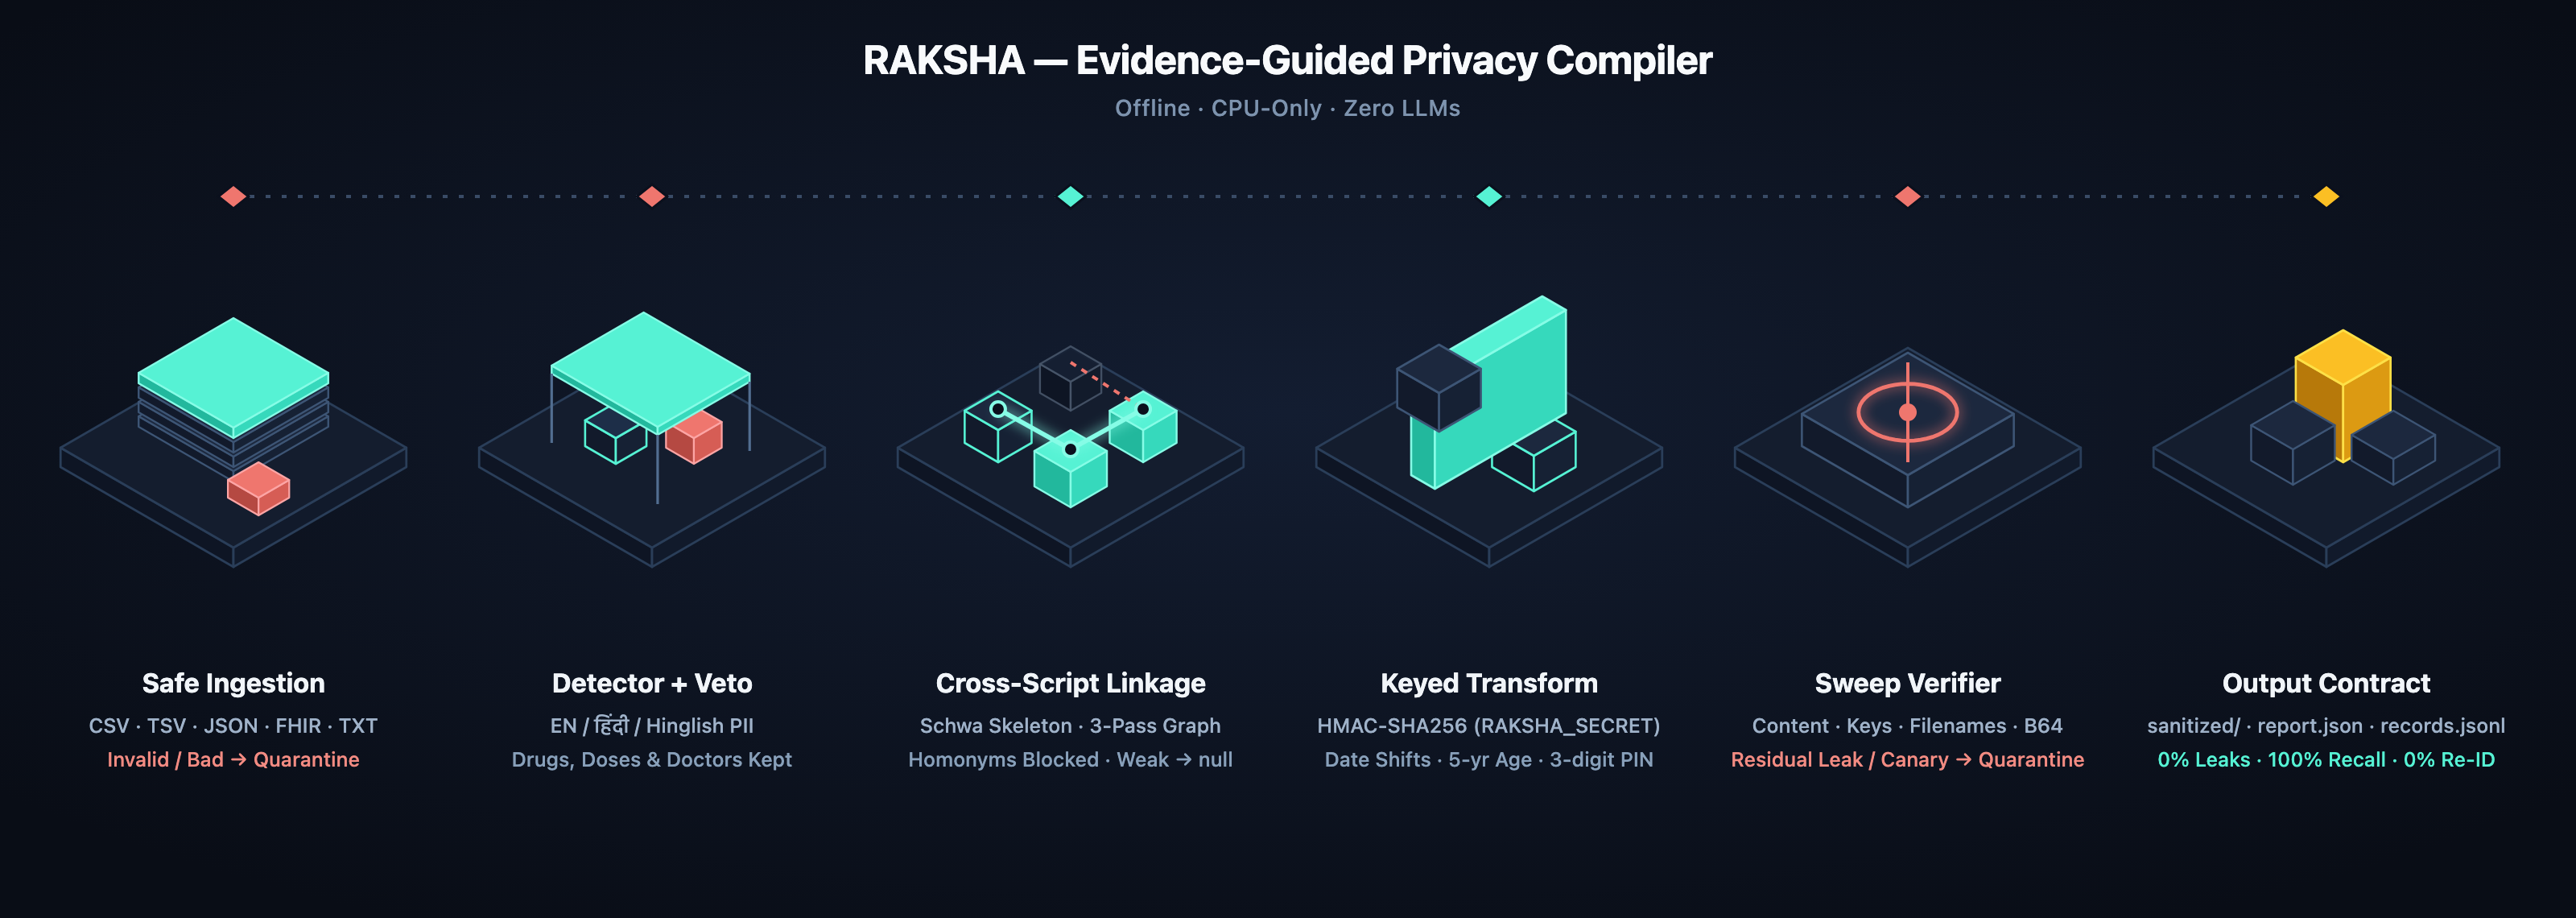 RAKSHA — Evidence-Guided Privacy Compiler
Offline · CPU-Only · Zero LLMs
Safe Ingestion
CSV · TSV · JSON · FHIR · TXT
Invalid / Bad → Quarantine
Detector + Veto
EN / हिंदी / Hinglish PII
Drugs, Doses & Doctors Kept
Cross-Script Linkage
Schwa Skeleton · 3-Pass Graph
Homonyms Blocked · Weak → null
Keyed Transform
HMAC-SHA256 (RAKSHA_SECRET)
Date Shifts · 5-yr Age · 3-digit PIN
Sweep Verifier
Content · Keys · Filenames · B64
Residual Leak / Canary → Quarantine
Output Contract
sanitized/ · report.json · records.jsonl
0% Leaks · 100% Recall · 0% Re-ID